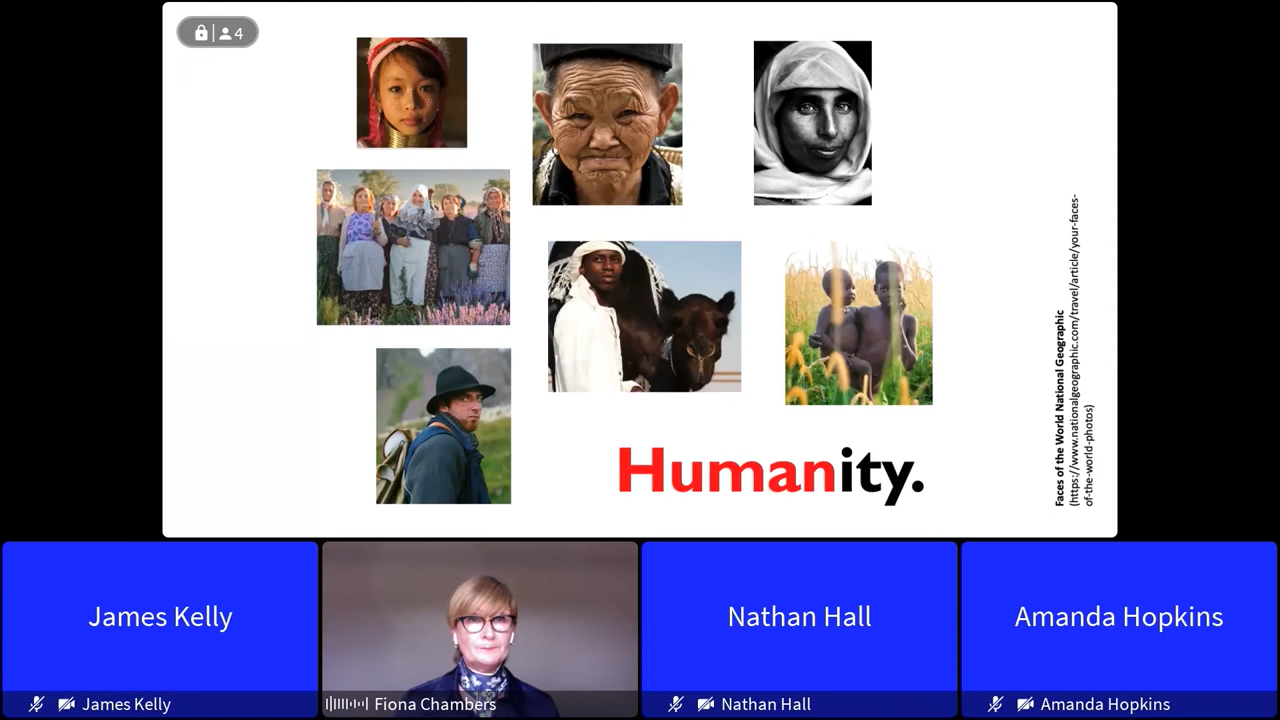 4
Faces of the World National Geographic
(https://www.nationalgeographic.com/travel/article/your-faces-
of-the-world-photos)
Humanity.
James Kelly
Nathan Hall
Amanda Hopkins
James Kelly
Fiona Chambers
Nathan Hall
Amanda Hopkins